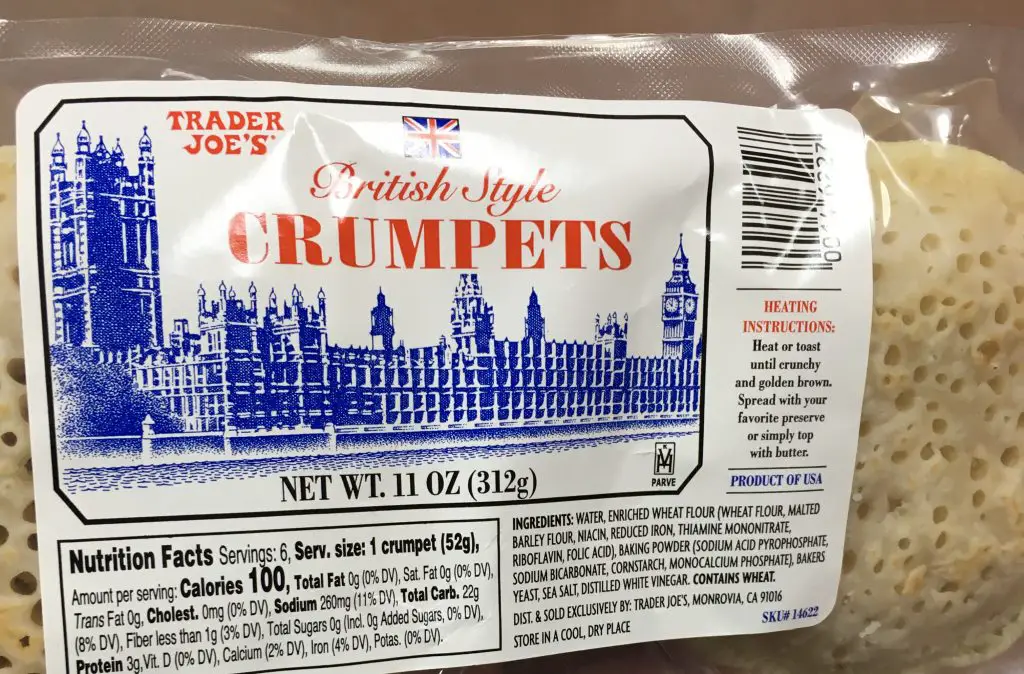 TRADER
JOE'S
British Style
CRUMPETS
NET WT. 11 OZ (312g)
PARVE
HEATING
INSTRUCTIONS:
Heat or toast
until crunchy
and golden brown.
Spread with your
favorite preserve
or simply top
with butter.
PRODUCT OF USA
Nutrition Facts Servings: 6, Serv. size: 1 crumpet (52g),
Amount per serving: Calories 100, Total Fat 0g (0% DV), Sat. Fat 0g (0% DV),
Trans Fat 0g, Cholest. 0mg (0% DV), Sodium 260mg (11% DV), Total Carb. 22g
(8% DV), Fiber less than 1g (3% DV), Total Sugars 0g (Incl. 0g Added Sugars, 0% DV),
Protein 3g, Vit. D (0% DV), Calcium (2% DV), Iron (4% DV), Potas. (0% DV).
INGREDIENTS: WATER, ENRICHED WHEAT FLOUR (WHEAT FLOUR, MALTED
BARLEY FLOUR, NIACIN, REDUCED IRON, THIAMINE MONONITRATE,
RIBOFLAVIN, FOLIC ACID), BAKING POWDER (SODIUM ACID PYROPHOSPHATE,
SODIUM BICARBONATE, CORNSTARCH, MONOCALCIUM PHOSPHATE), BAKERS
YEAST, SEA SALT, DISTILLED WHITE VINEGAR. CONTAINS WHEAT.
DIST. & SOLD EXCLUSIVELY BY: TRADER JOE'S, MONROVIA, CA 91016
STORE IN A COOL, DRY PLACE
SKU# 14622